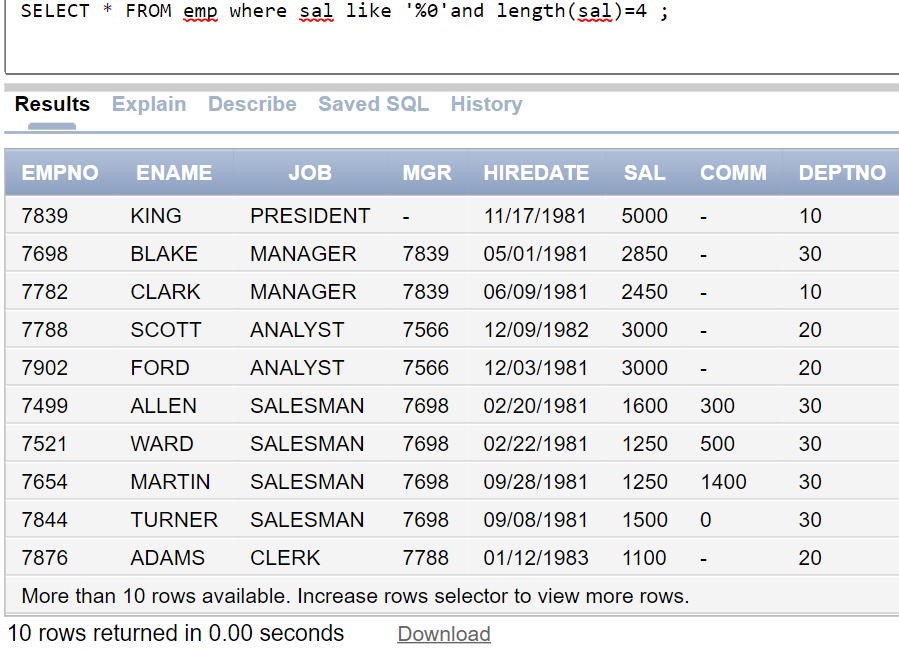 SELECT * FROM emp where sal like '%0'and length(sal)=4 ;
Results Explain Describe Saved SQL History
EMPNO ENAME JOB MGR HIREDATE SAL COMM DEPTNO
7839 KING PRESIDENT - 11/17/1981 5000 - 10
7698 BLAKE MANAGER 7839 05/01/1981 2850 - 30
7782 CLARK MANAGER 7839 06/09/1981 2450 - 10
7788 SCOTT ANALYST 7566 12/09/1982 3000 - 20
7902 FORD ANALYST 7566 12/03/1981 3000 - 20
7499 ALLEN SALESMAN 7698 02/20/1981 1600 300 30
7521 WARD SALESMAN 7698 02/22/1981 1250 500 30
7654 MARTIN SALESMAN 7698 09/28/1981 1250 1400 30
7844 TURNER SALESMAN 7698 09/08/1981 1500 0 30
7876 ADAMS CLERK 7788 01/12/1983 1100 - 20
More than 10 rows available. Increase rows selector to view more rows.
10 rows returned in 0.00 seconds Download